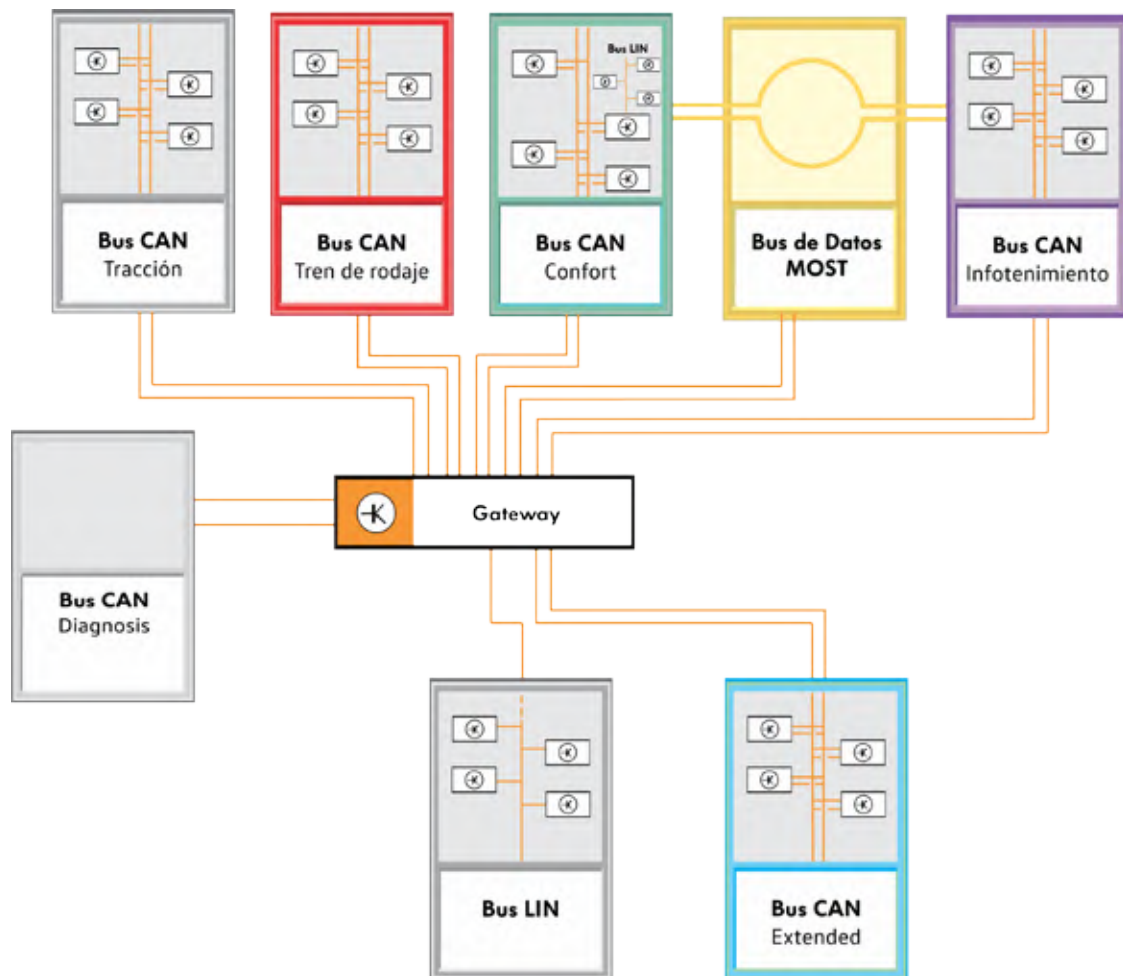 Bus LIN
Bus CAN
Tracción
Bus CAN
Tren de rodaje
Bus CAN
Confort
Bus de Datos
MOST
Bus CAN
Infotenimiento
Gateway
Bus CAN
Diagnosis
Bus LIN
Bus CAN
Extended